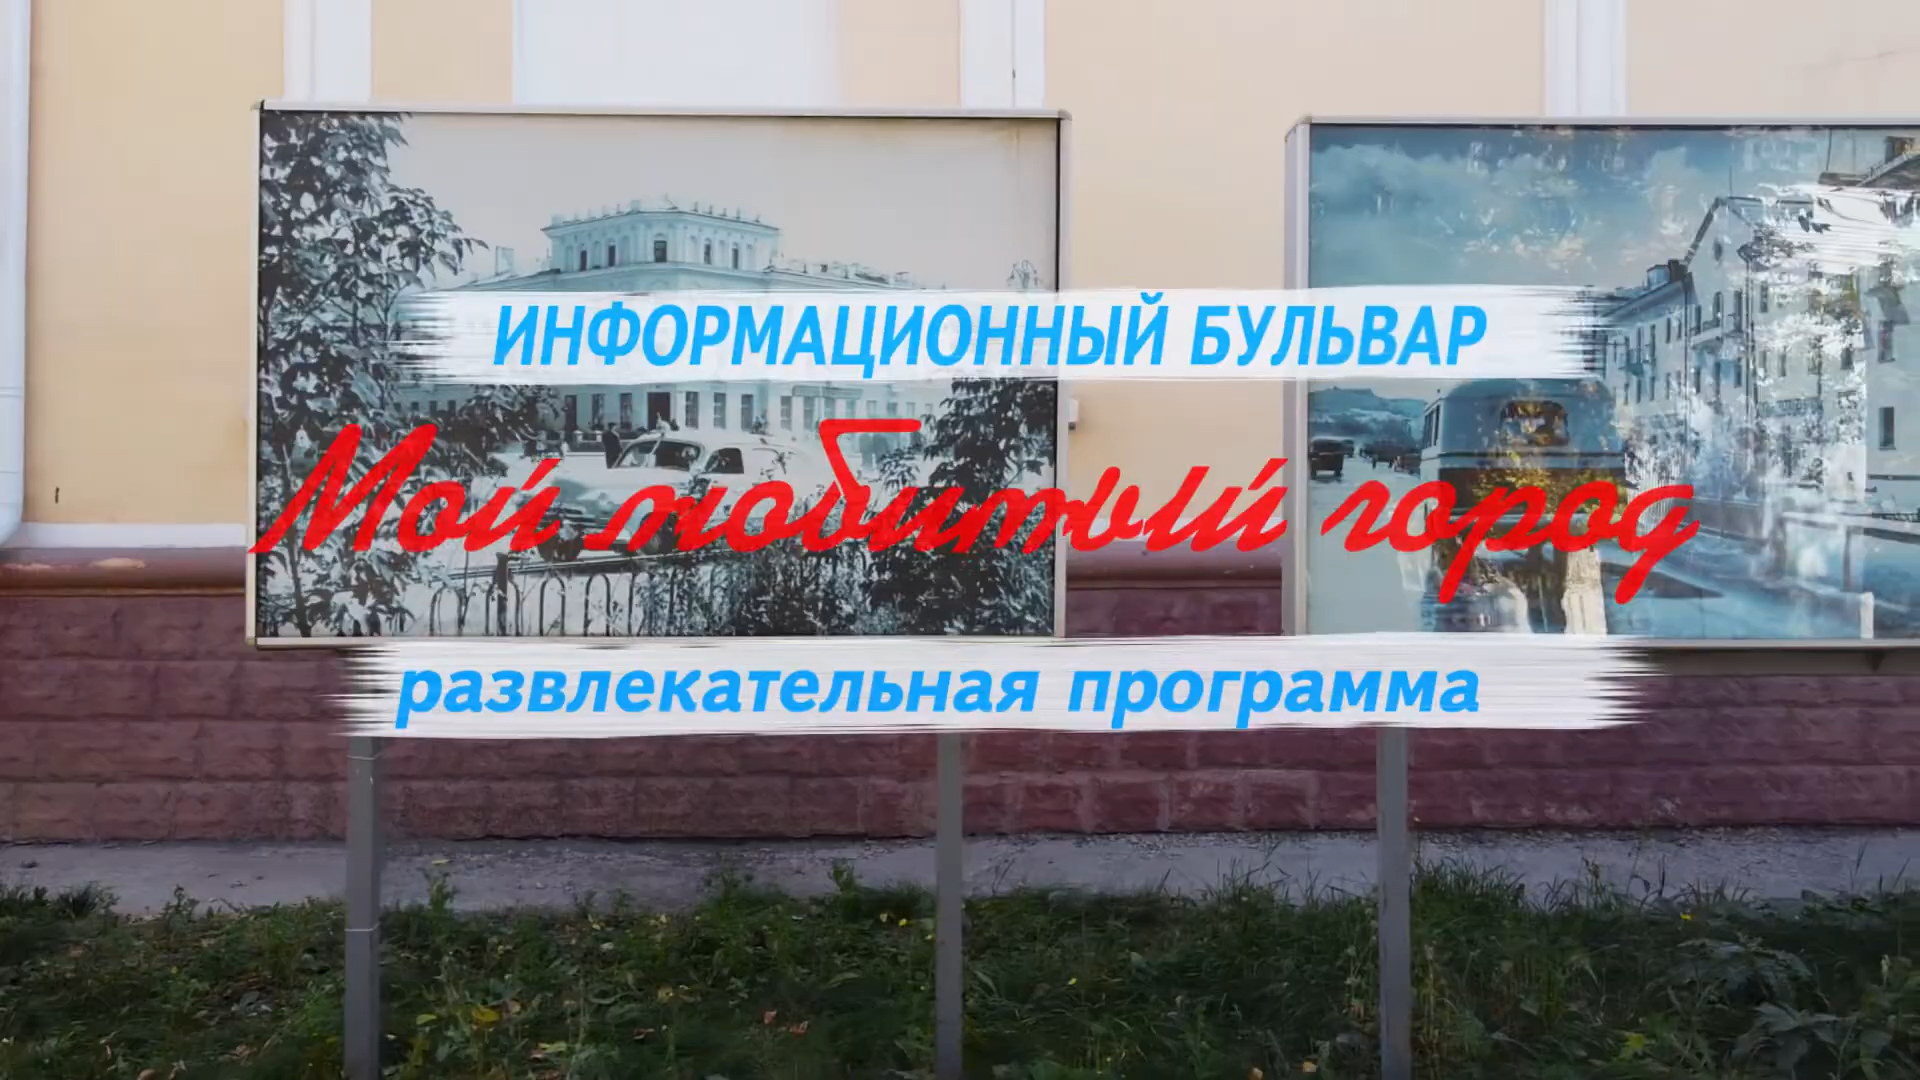 ИНФОРМАЦИОННЫЙ БУЛЬВАР
Мой любимый город
развлекательная программа